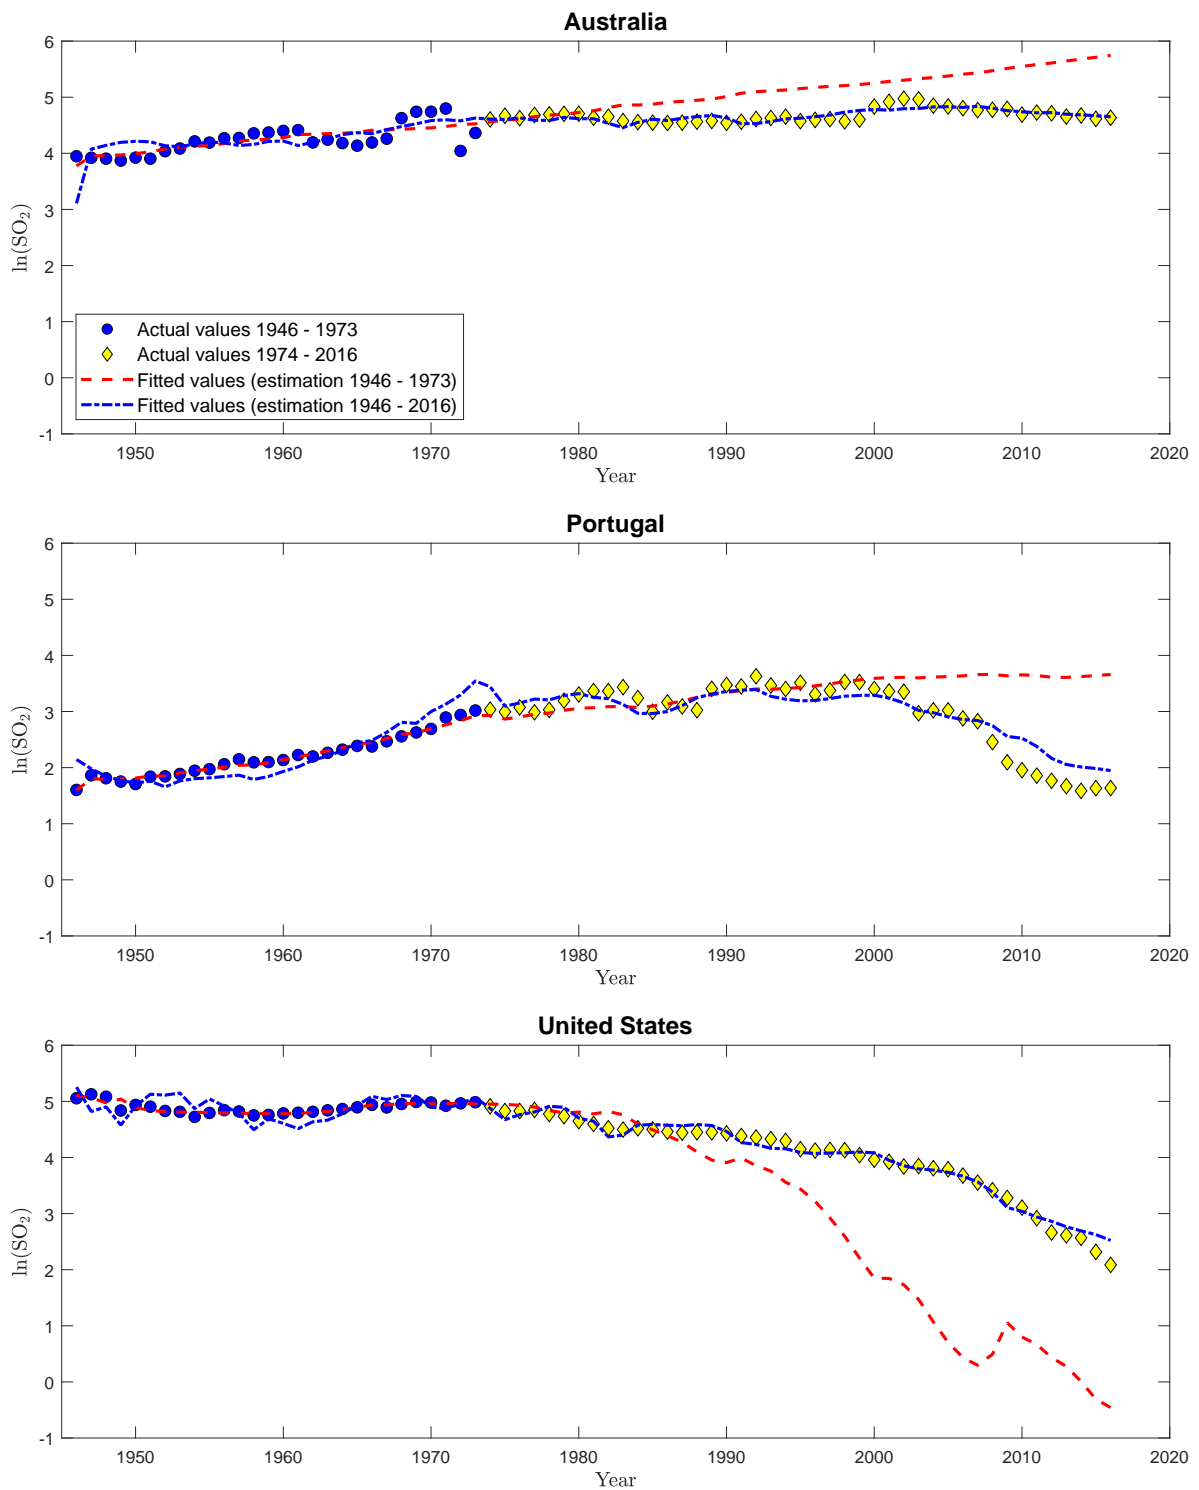 Australia
6
5
4
3
2
1
0
-1
ln(SO2)
Actual values 1946 - 1973
Actual values 1974 - 2016
Fitted values (estimation 1946 - 1973)
Fitted values (estimation 1946 - 2016)
1950 1960 1970 1980 1990 2000 2010 2020
Year
Portugal
6
5
4
3
2
1
0
-1
ln(SO2)
1950 1960 1970 1980 1990 2000 2010 2020
Year
United States
6
5
4
3
2
1
0
-1
ln(SO2)
1950 1960 1970 1980 1990 2000 2010 2020
Year